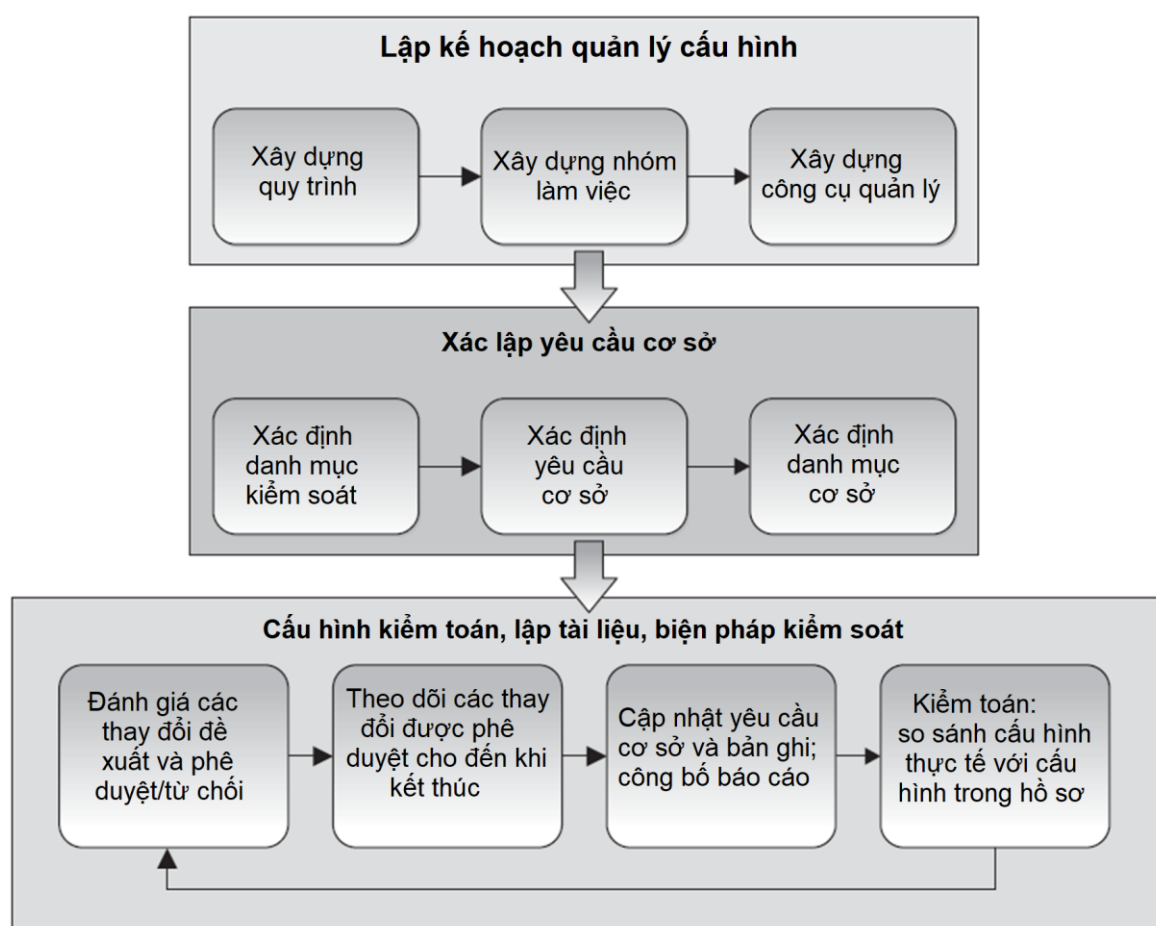 Lập kế hoạch quản lý cấu hình
Xây dựng
quy trình
Xây dựng nhóm
làm việc
Xây dựng
công cụ quản lý
Xác lập yêu cầu cơ sở
Xác định
danh mục
kiểm soát
Xác định
yêu cầu
cơ sở
Xác định
danh mục
cơ sở
Cấu hình kiểm toán, lập tài liệu, biện pháp kiểm soát
Đánh giá các
thay đổi đề
xuất và phê
duyệt/từ chối
Theo dõi các thay
đổi được phê
duyệt cho đến khi
kết thúc
Cập nhật yêu cầu
cơ sở và bản ghi;
công bố báo cáo
Kiểm toán:
so sánh cấu hình
thực tế với cấu
hình trong hồ sơ